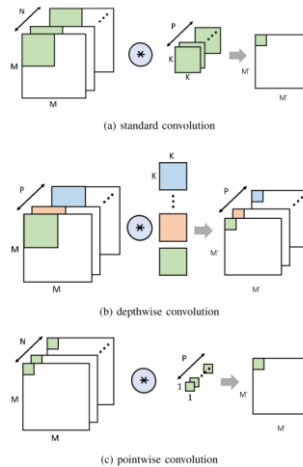 N
P
M
K
K
M'
M
M'
(a) standard convolution
K
P
K
P
M
M'
M
M'
(b) depthwise convolution
N
P
M
1
1
M'
M
M'
(c) pointwise convolution